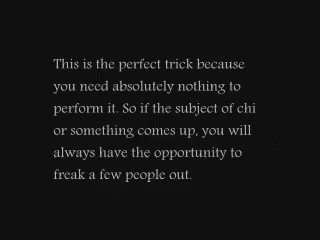 This is the perfect trick because
you need absolutely nothing to
perform it. So if the subject of chi
or something comes up, you will
always have the opportunity to
freak a few people out.